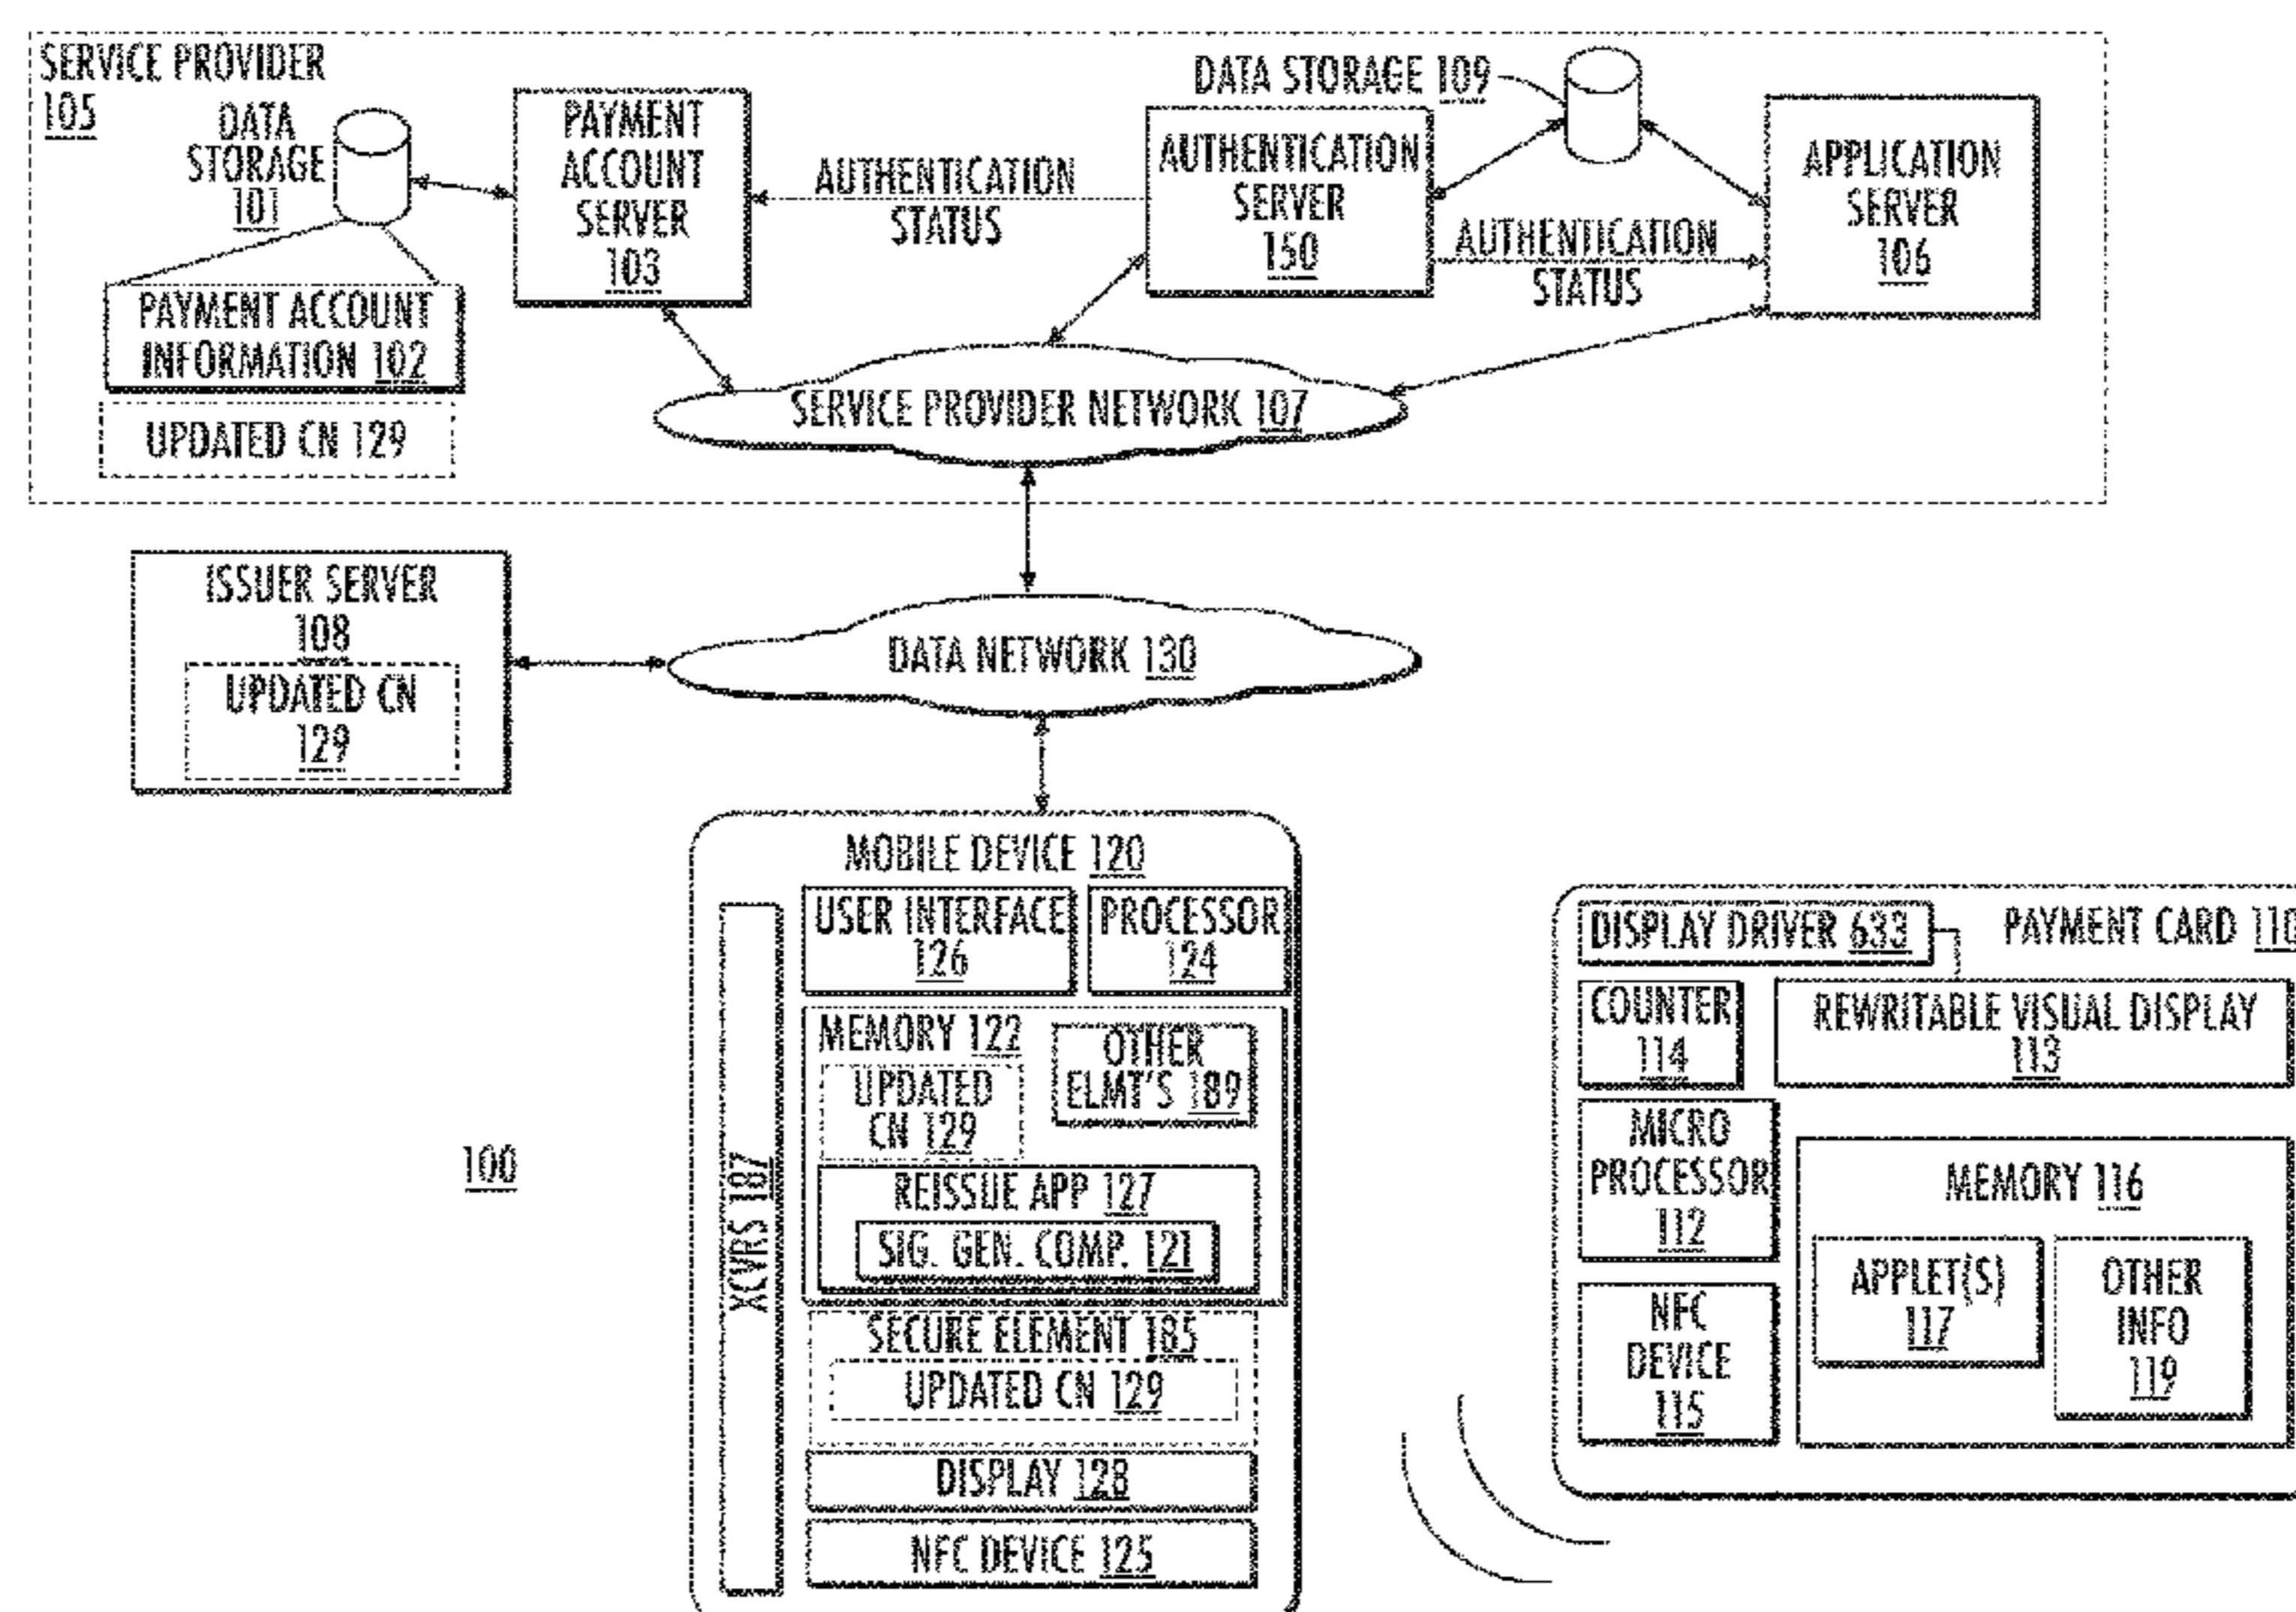 SERVICE PROVIDER
105
DATA
STORAGE
101
PAYMENT
ACCOUNT
SERVER
103
AUTHENTICATION
STATUS
DATA STORAGE 109
AUTHENTICATION
SERVER
150
AUTHENTICATION
STATUS
APPLICATION
SERVER
106
PAYMENT ACCOUNT
INFORMATION 102
UPDATED CN 129
SERVICE PROVIDER NETWORK 107
ISSUER SERVER
108
UPDATED CN
129
DATA NETWORK 130
MOBILE DEVICE 120
XCVRS 187
USER INTERFACE
126
PROCESSOR
124
MEMORY 122
UPDATED
CN 129
OTHER
ELMT'S 189
REISSUE APP 127
SIG. GEN. COMP. 121
SECURE ELEMENT 185
UPDATED CN 129
DISPLAY 128
NFC DEVICE 125
100
DISPLAY DRIVER 633
PAYMENT CARD 110
COUNTER
114
REWRITABLE VISUAL DISPLAY
113
MICRO
PROCESSOR
112
MEMORY 116
APPLET(S)
117
OTHER
INFO
119
NFC
DEVICE
115